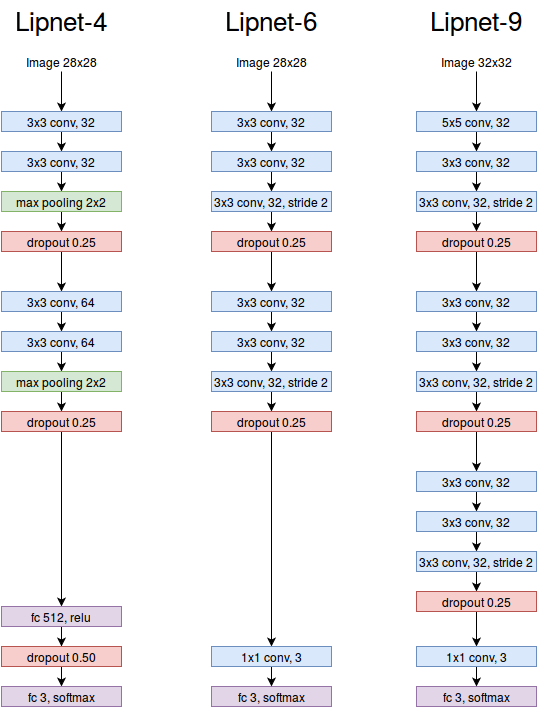 Lipnet-4
Image 28x28
3x3 conv, 32
3x3 conv, 32
max pooling 2x2
dropout 0.25
3x3 conv, 64
3x3 conv, 64
max pooling 2x2
dropout 0.25
fc 512, relu
dropout 0.50
fc 3, softmax
Lipnet-6
Image 28x28
3x3 conv, 32
3x3 conv, 32
3x3 conv, 32, stride 2
dropout 0.25
3x3 conv, 32
3x3 conv, 32
3x3 conv, 32, stride 2
dropout 0.25
1x1 conv, 3
fc 3, softmax
Lipnet-9
Image 32x32
5x5 conv, 32
3x3 conv, 32
3x3 conv, 32, stride 2
dropout 0.25
3x3 conv, 32
3x3 conv, 32
3x3 conv, 32, stride 2
dropout 0.25
3x3 conv, 32
3x3 conv, 32
3x3 conv, 32, stride 2
dropout 0.25
1x1 conv, 3
fc 3, softmax